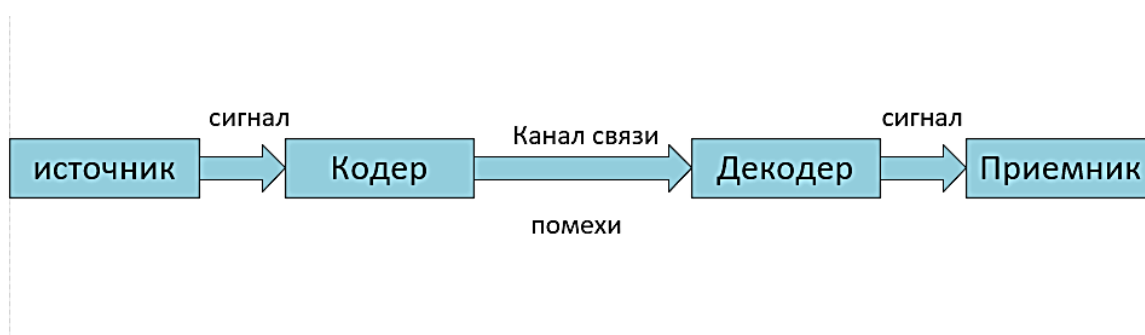 сигнал
сигнал
Канал связи
источник
Кодер
Декодер
Приемник
помехи